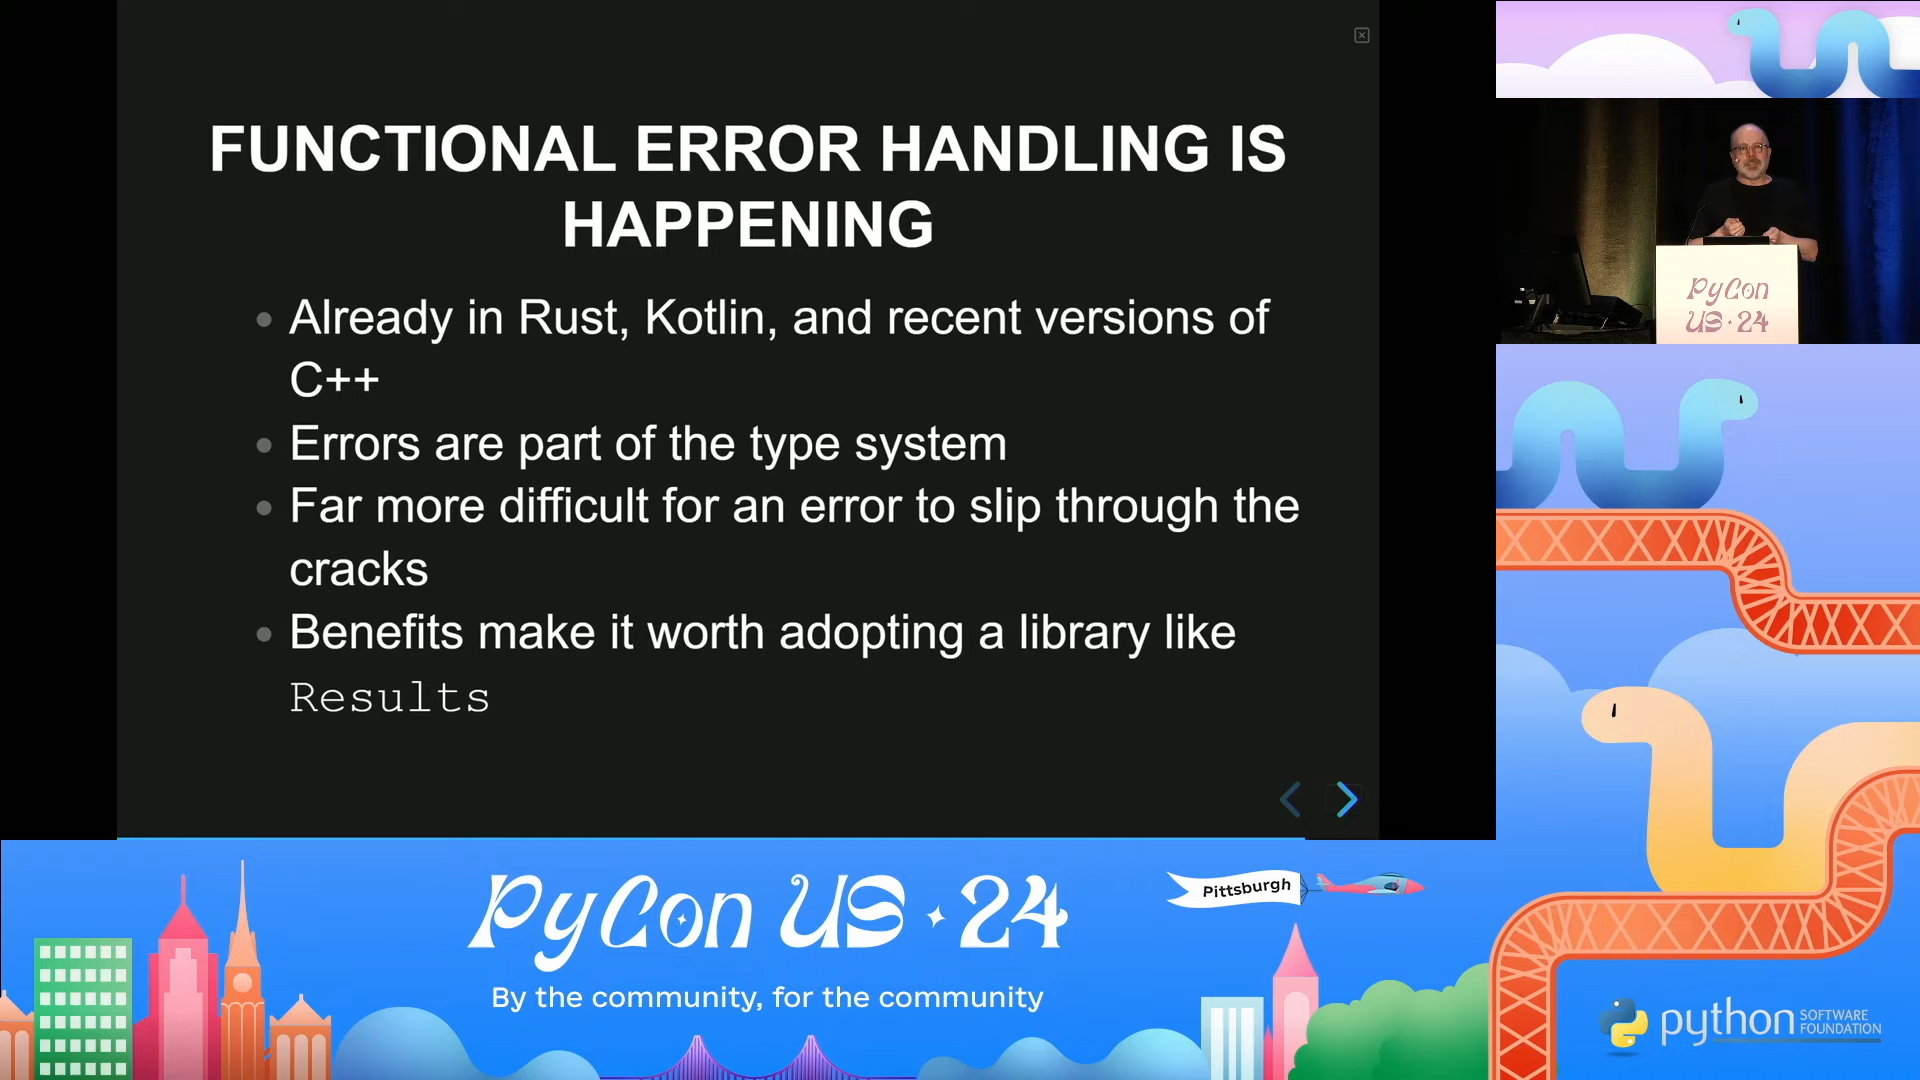 FUNCTIONAL ERROR HANDLING IS
HAPPENING
Already in Rust, Kotlin, and recent versions of
C++
Errors are part of the type system
Far more difficult for an error to slip through the
cracks
Benefits make it worth adopting a library like
Results
PyCon
US · 24
PyCon US · 24
By the community, for the community
Pittsburgh
python
SOFTWARE
FOUNDATION